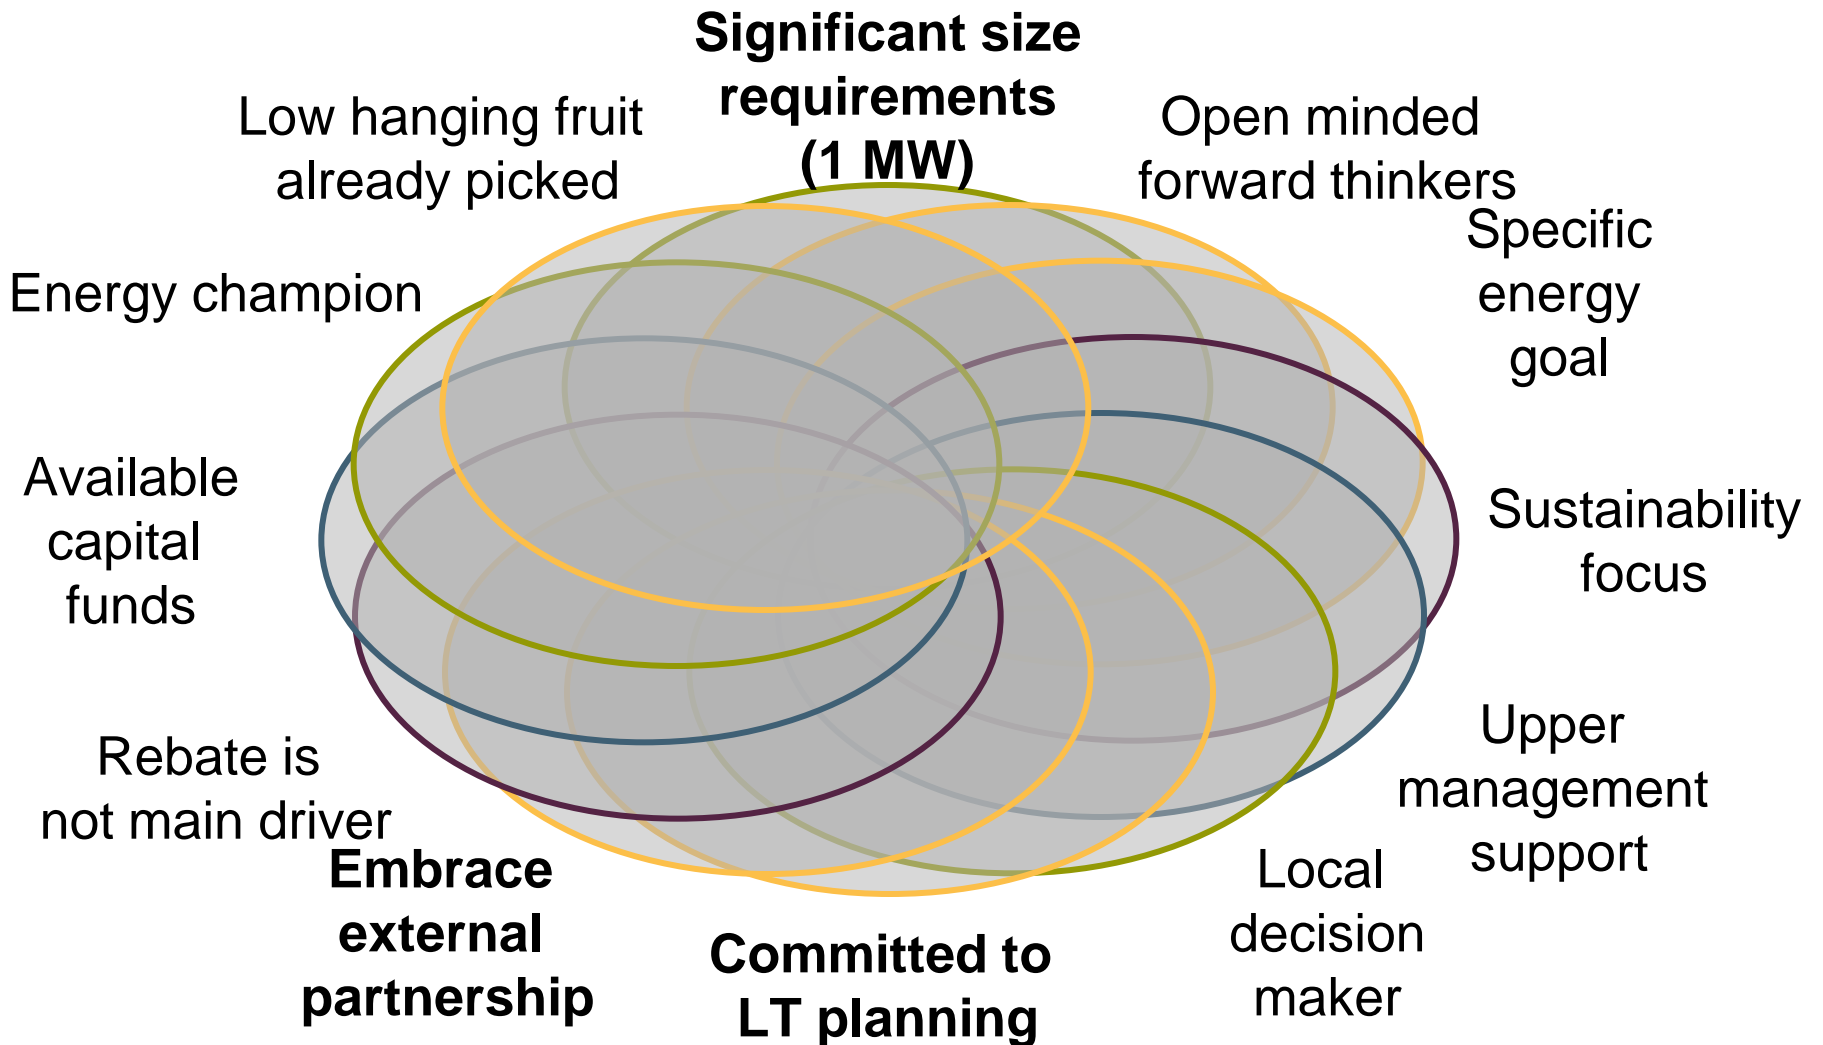 Significant size
requirements
(1 MW)
Open minded
forward thinkers
Specific
energy
goal
Sustainability
focus
Upper
management
support
Local
decision
maker
Committed to
LT planning
Embrace
external
partnership
Rebate is
not main driver
Available
capital
funds
Energy champion
Low hanging fruit
already picked